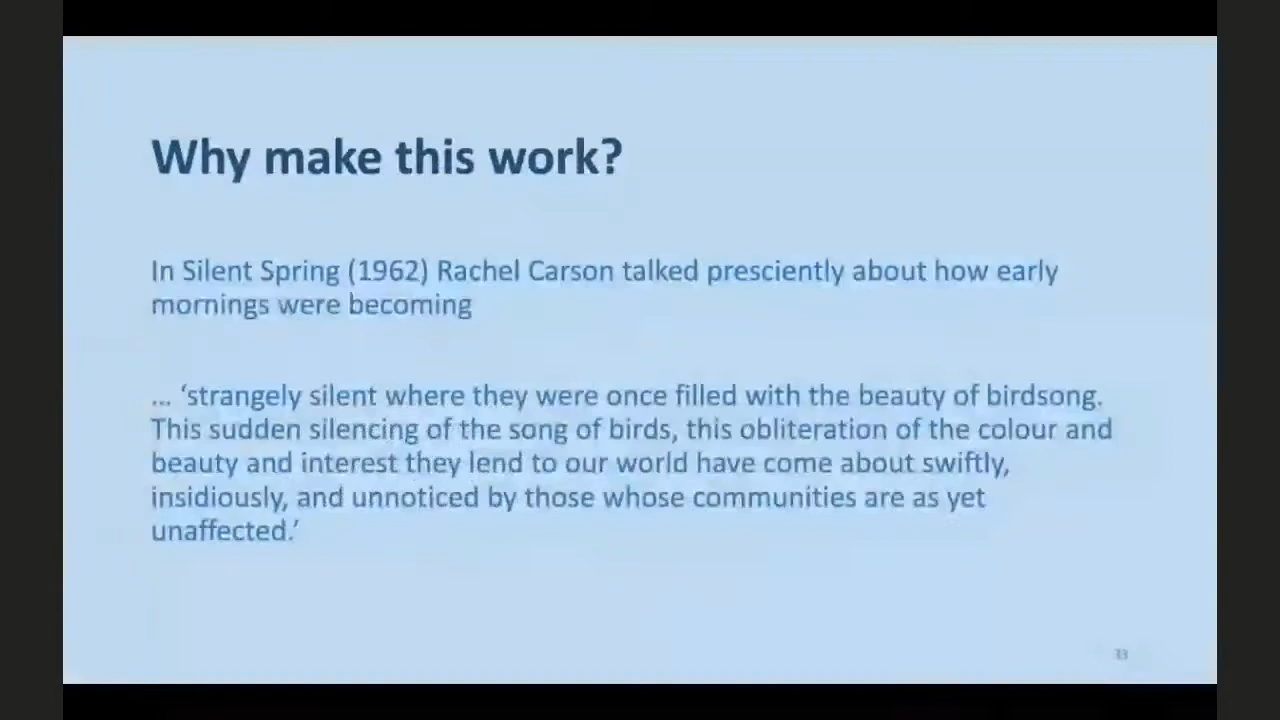 Why make this work?
In Silent Spring (1962) Rachel Carson talked presciently about how early
mornings were becoming
... ‘strangely silent where they were once filled with the beauty of birdsong.
This sudden silencing of the song of birds, this obliteration of the colour and
beauty and interest they lend to our world have come about swiftly,
insidiously, and unnoticed by those whose communities are as yet
unaffected.’
33